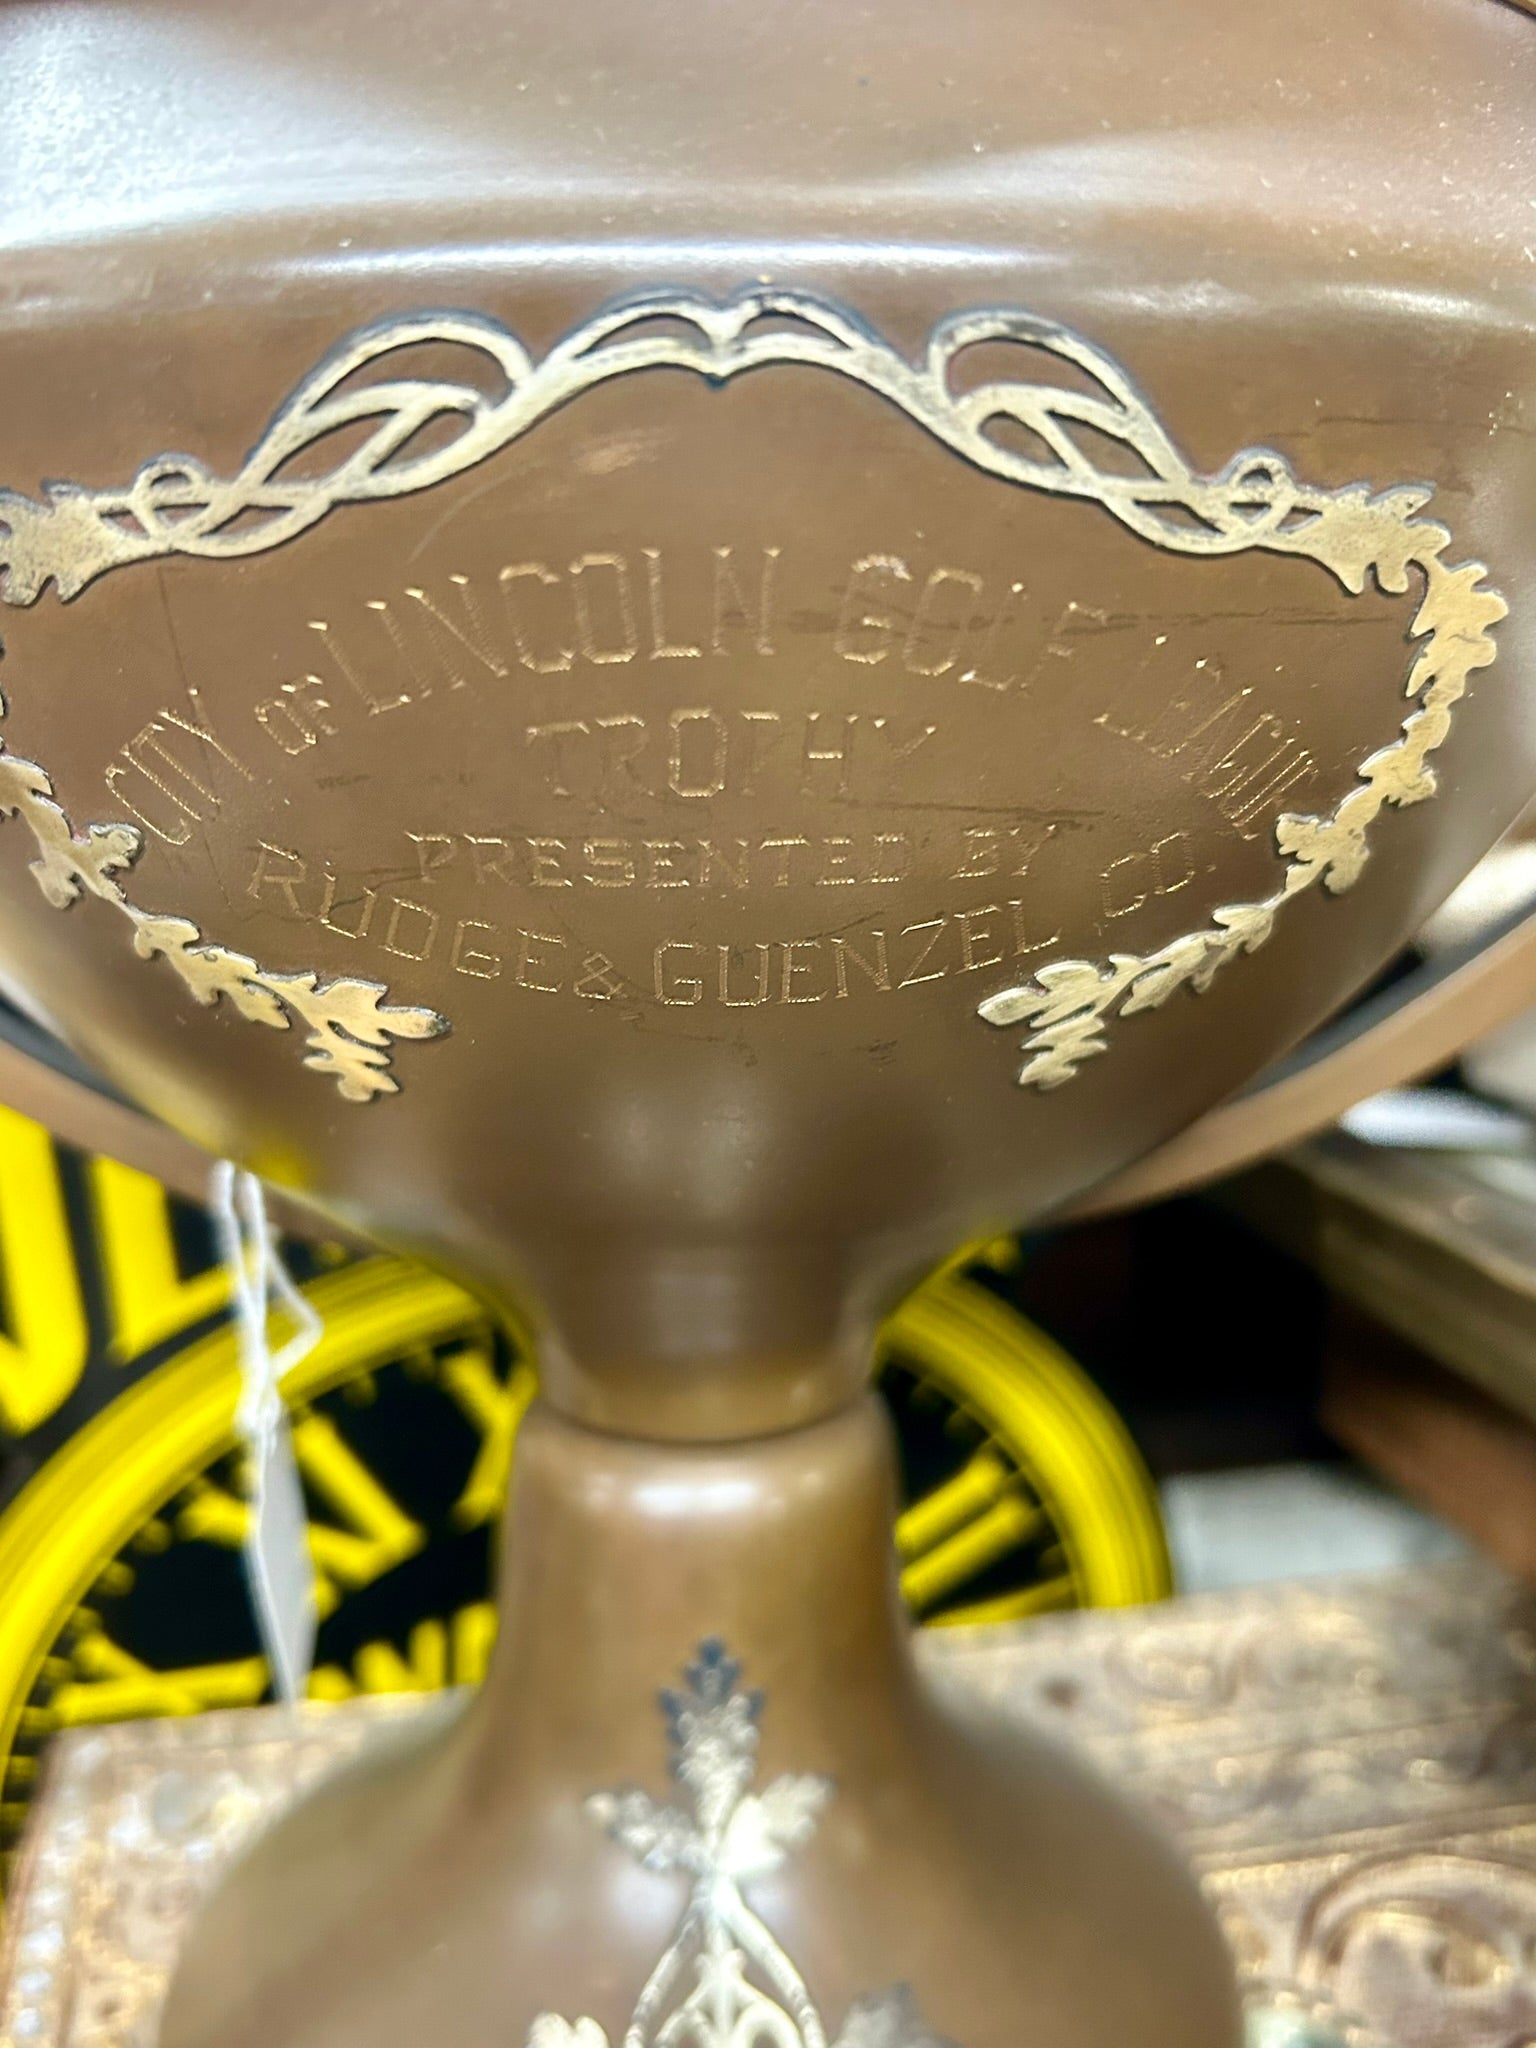 CITY OF LINCOLN GOLF LEAGUE
TROPHY
PRESENTED BY
RUDGE & GUENZEL CO.